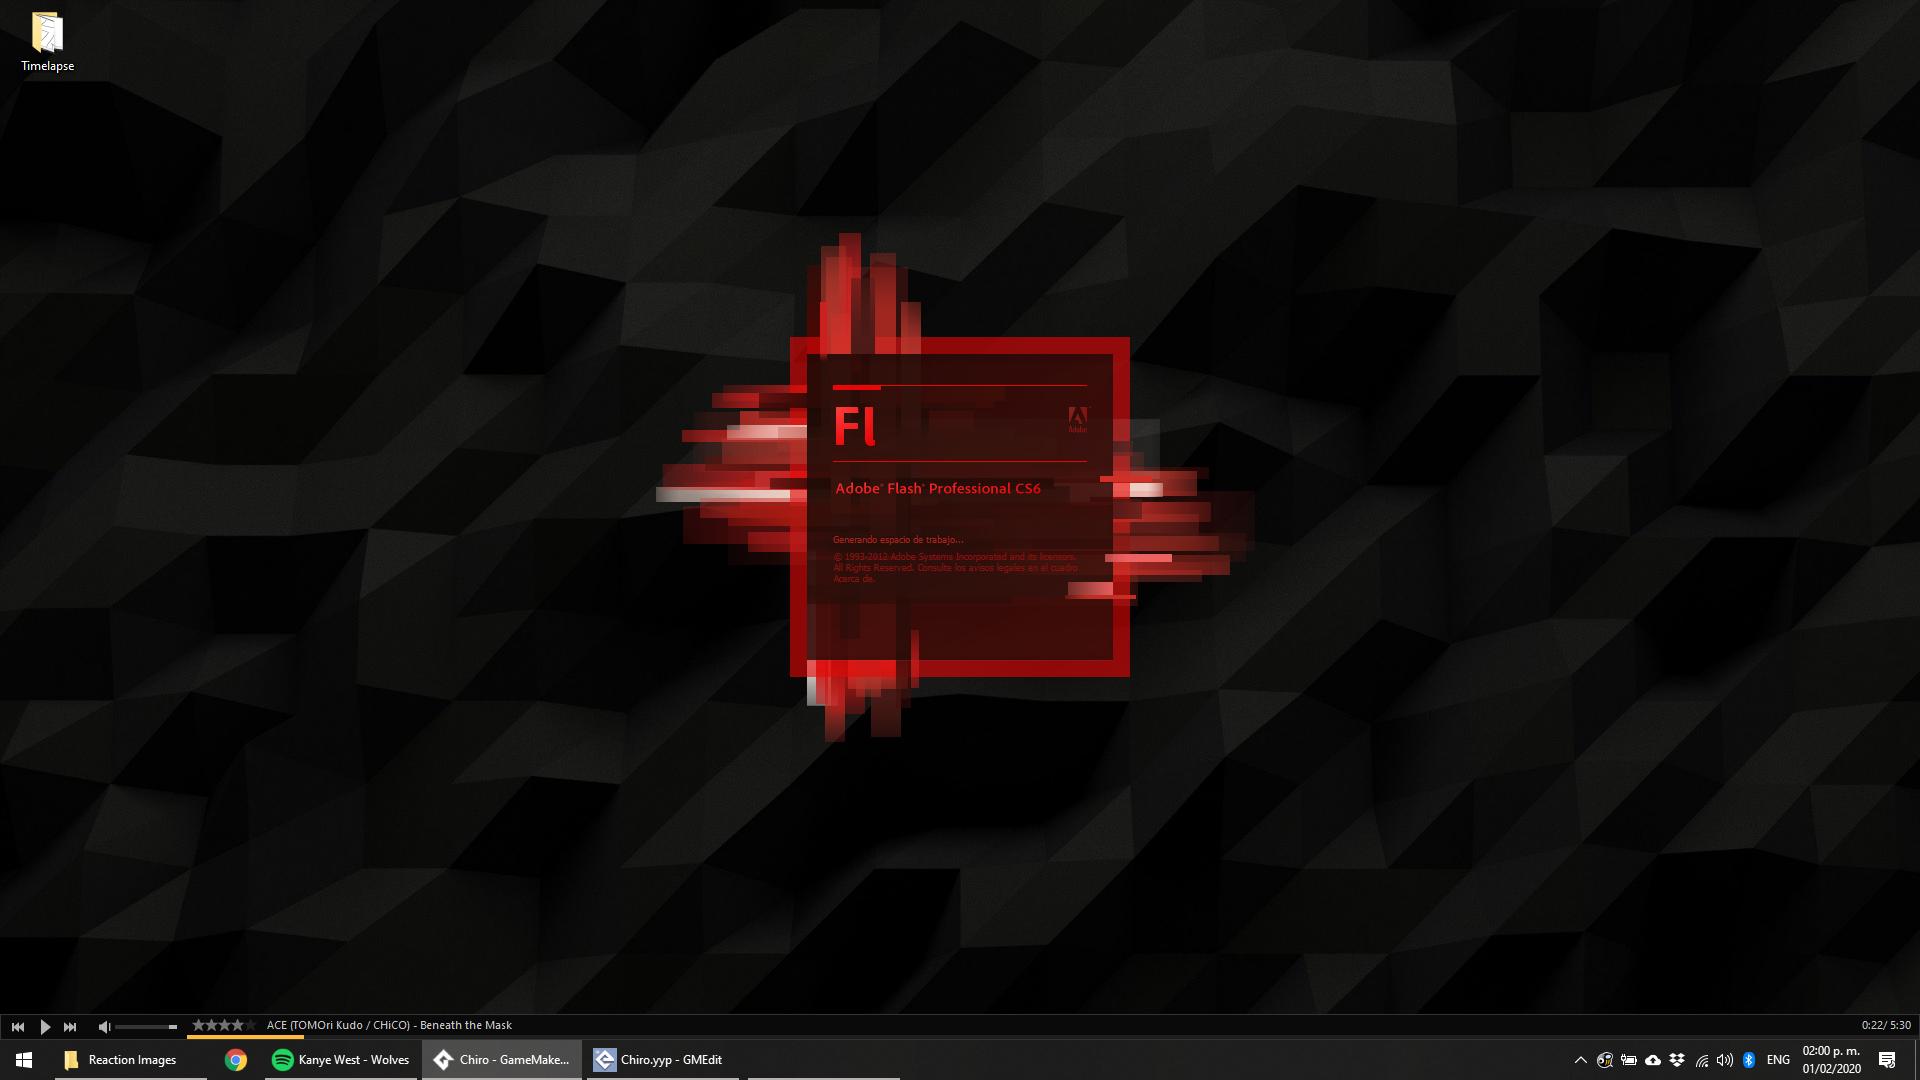 Timelapse
Fl
Adobe
Adobe® Flash® Professional CS6
Generando espacio de trabajo...
© 1993-2012 Adobe Systems Incorporated and its licensors.
All Rights Reserved. Consulte los avisos legales en el cuadro
Acerca de.
ACE (TOMOri Kudo / CHiCO) - Beneath the Mask
0:22/ 5:30
Reaction Images
Kanye West - Wolves
Chiro - GameMake...
Chiro.yyp - GMEdit
ENG
02:00 p. m.
01/02/2020